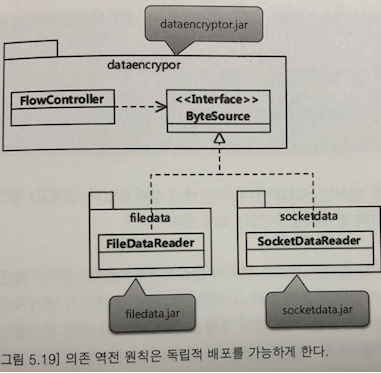 dataencryptor.jar
dataencrypor
FlowController
<<Interface>>
ByteSource
filedata
FileDataReader
socketdata
SocketDataReader
filedata.jar
socketdata.jar
그림 5.19] 의존 역전 원칙은 독립적 배포를 가능하게 한다.